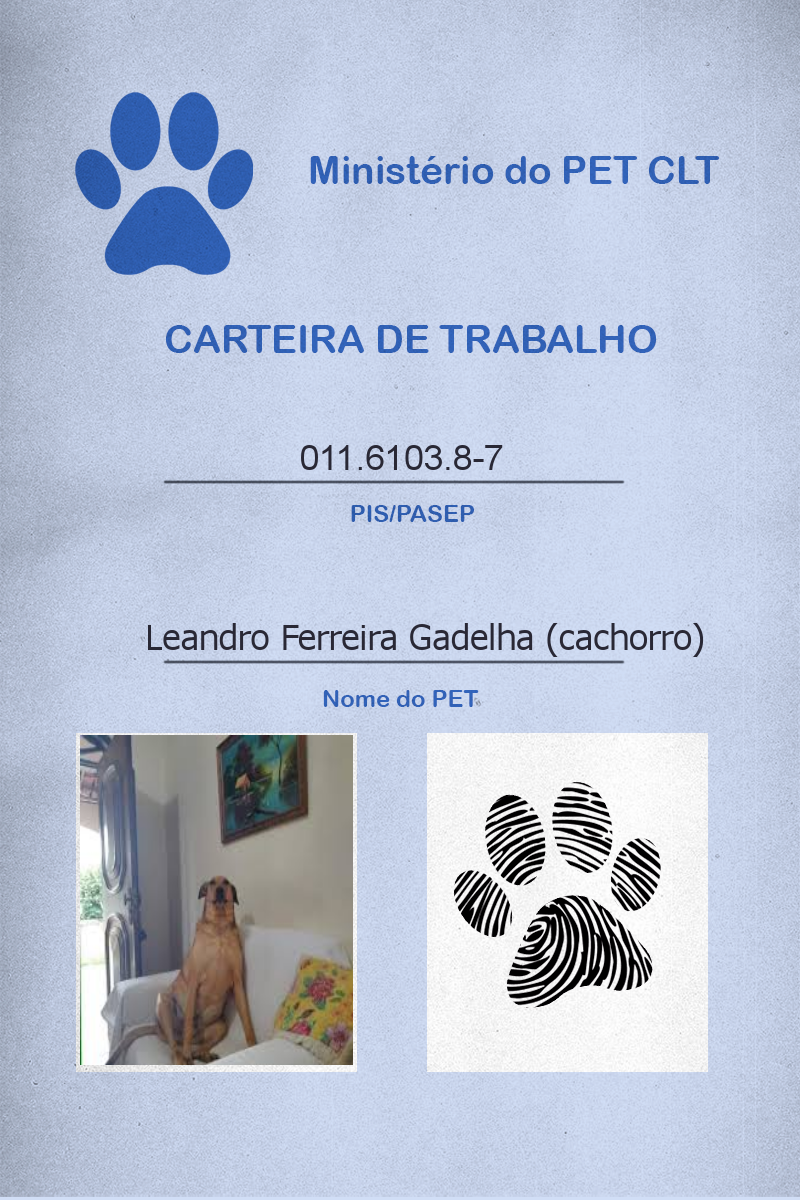 Ministério do PET CLT
CARTEIRA DE TRABALHO
011.6103.8-7
PIS/PASEP
Leandro Ferreira Gadelha (cachorro)
Nome do PET